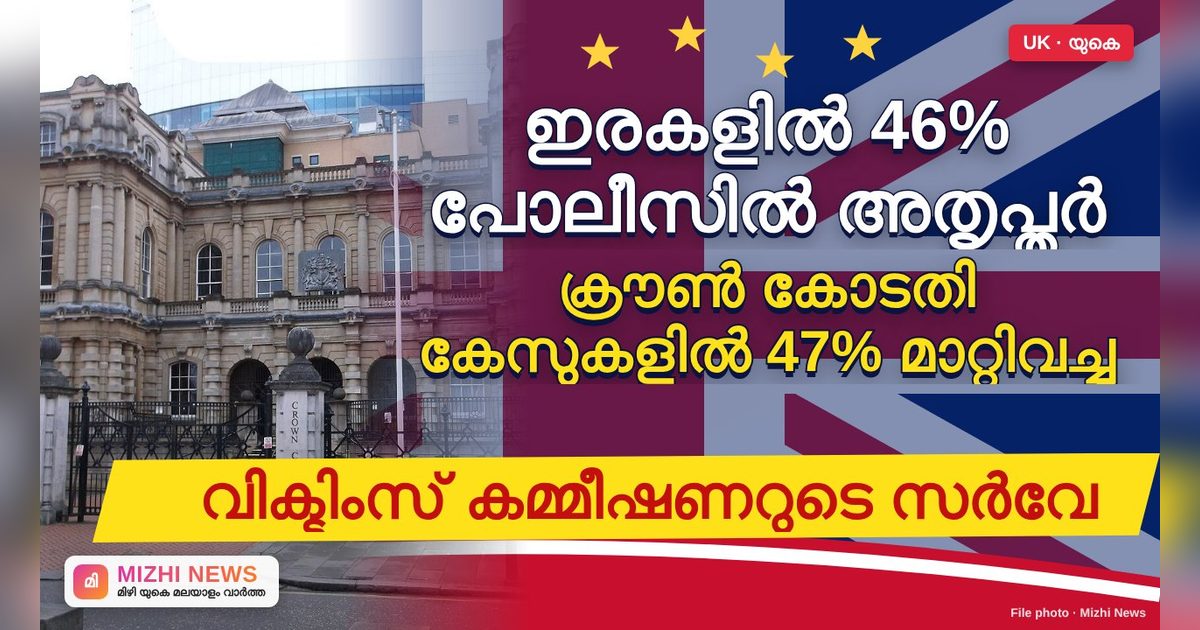 UK · യുകെ
ഇരകളിൽ 46%
പോലീസിൽ അതൃപ്തർ
ക്രൗൺ കോടതി
കേസുകളിൽ 47% മാറ്റിവച്ച
CROWN C
വിക്ടിംസ് കമ്മീഷണറുടെ സർവേ
മി MIZHI NEWS
മിഴി യുകെ മലയാളം വാർത്ത
File photo · Mizhi News